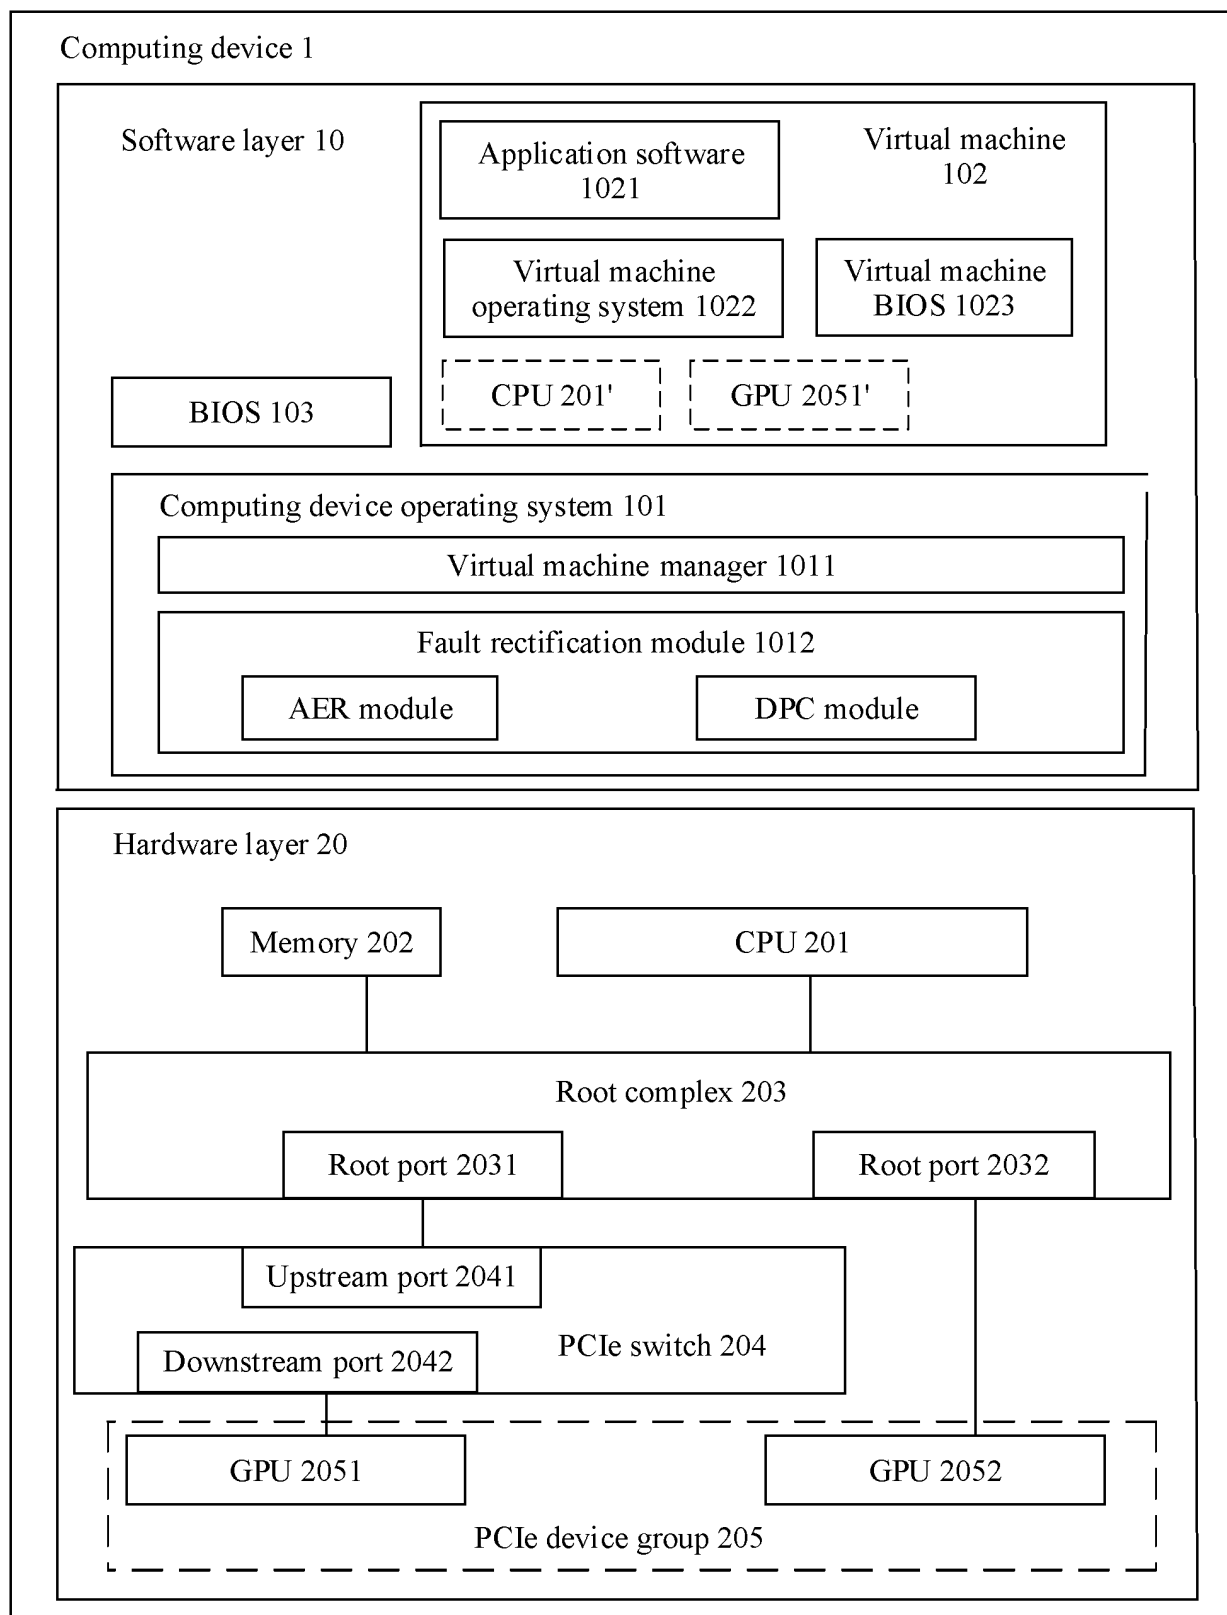 Computing device 1
Software layer 10
Application software
1021
Virtual machine
102
Virtual machine
operating system 1022
Virtual machine
BIOS 1023
CPU 201'
GPU 2051'
BIOS 103
Computing device operating system 101
Virtual machine manager 1011
Fault rectification module 1012
AER module
DPC module
Hardware layer 20
Memory 202
CPU 201
Root complex 203
Root port 2031
Root port 2032
Upstream port 2041
PCIe switch 204
Downstream port 2042
GPU 2051
GPU 2052
PCIe device group 205